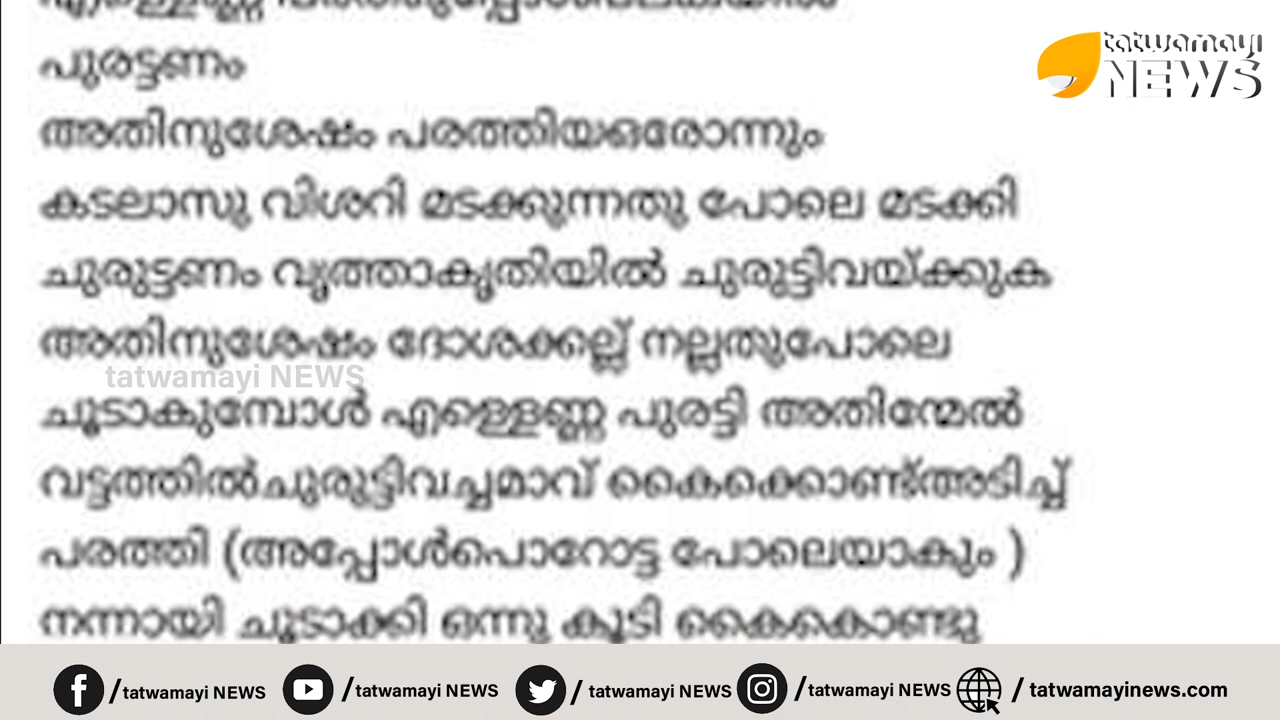 എള്ളെണ്ണ
പുരട്ടണം
tatwamayi
NEWS
അതിനുശേഷം പരത്തിയഒരോന്നും
കടലാസു വിശറി മടക്കുന്നതു പോലെ മടക്കി
ചുരുട്ടണം വൃത്താകൃതിയിൽ ചുരുട്ടിവയ്ക്കുക
അതിനുശേഷം ദോശക്കല്ല് നല്ലതുപോലെ
tatwamayi NEWS
ചൂടാകുമ്പോൾ എള്ളെണ്ണ പുരട്ടി അതിന്മേൽ
വട്ടത്തിൽചുരുട്ടിവച്ചമാവ് കൈക്കൊണ്ട്അടിച്ച്
പരത്തി (അപ്പോൾപൊറോട്ട പോലെയാകും )
നന്നായി ചൂടാക്കി ഒന്നു കൂടി കൈകൊണ്ടു
/tatwamayi NEWS /tatwamayi NEWS / tatwamayi NEWS /tatwamayi NEWS / tatwamayinews.com